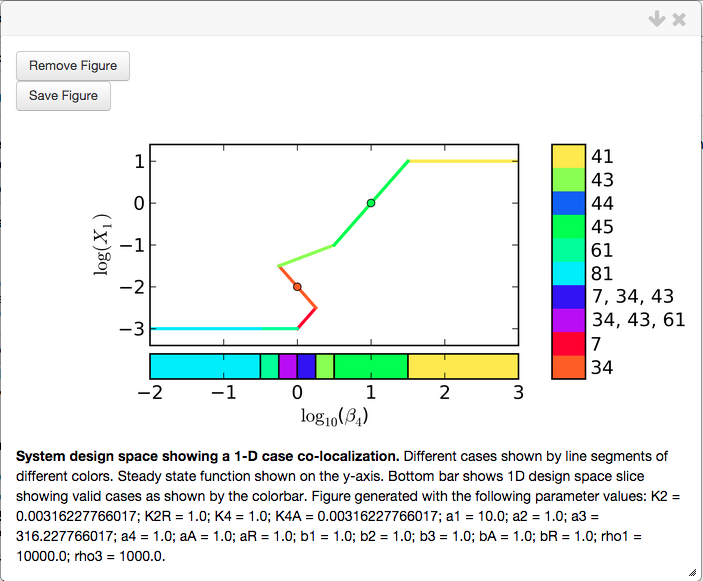 Remove Figure
Save Figure
1
0
−1
−2
−3
log(X1)
−2 −1 0 1 2 3
log10(β4)
41
43
44
45
61
81
7, 34, 43
34, 43, 61
7
34
System design space showing a 1-D case co-localization. Different cases shown by line segments of
different colors. Steady state function shown on the y-axis. Bottom bar shows 1D design space slice
showing valid cases as shown by the colorbar. Figure generated with the following parameter values: K2 =
0.00316227766017; K2R = 1.0; K4 = 1.0; K4A = 0.00316227766017; a1 = 10.0; a2 = 1.0; a3 =
316.227766017; a4 = 1.0; aA = 1.0; aR = 1.0; b1 = 1.0; b2 = 1.0; b3 = 1.0; bA = 1.0; bR = 1.0; rho1 =
10000.0; rho3 = 1000.0.